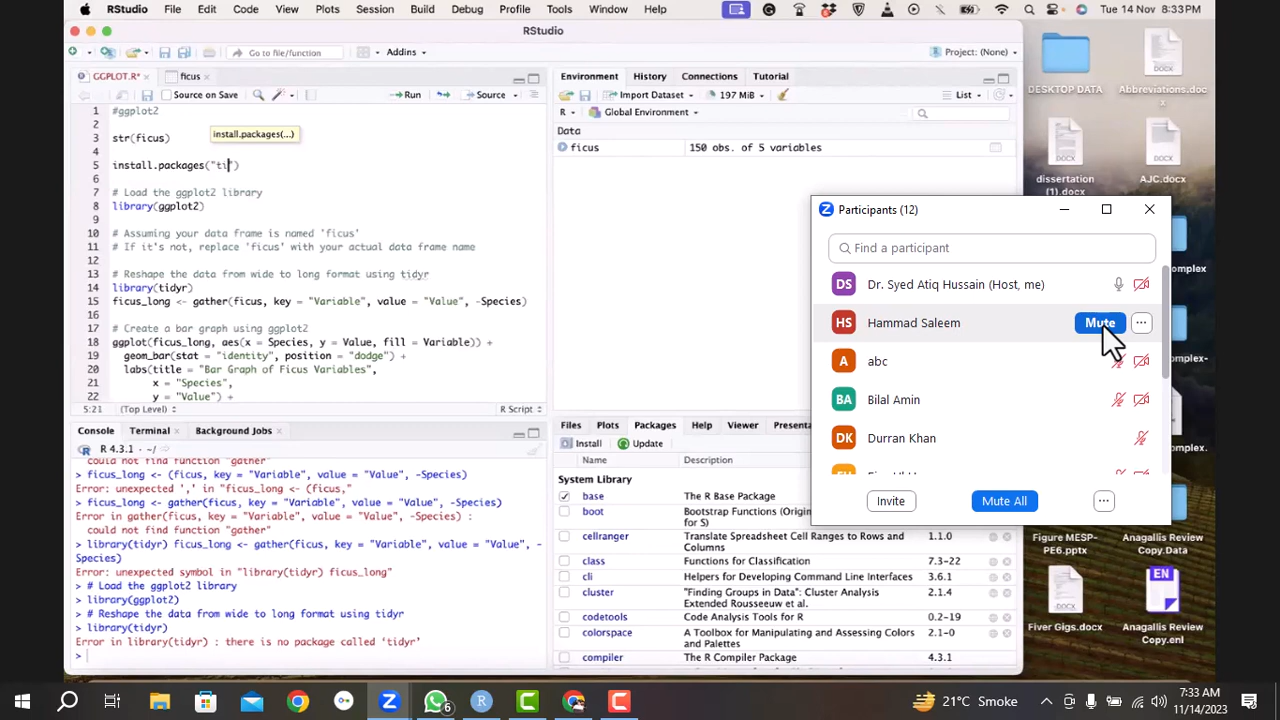 RStudio File Edit Code View Plots Session Build Debug Profile Tools Window Help Tue 14 Nov 8:33 PM
RStudio
Go to file/function Addins Project: (None)
GGPLOT.R* ficus
Source on Save Run Source
1 #ggplot2
2
3 str(ficus)
install.packages(...)
4
5 install.packages("ti")
6
7 # Load the ggplot2 library
8 library(ggplot2)
9
10 # Assuming your data frame is named 'ficus'
11 # If it's not, replace 'ficus' with your actual data frame name
12
13 # Reshape the data from wide to long format using tidyr
14 library(tidyr)
15 ficus_long <- gather(ficus, key = "Variable", value = "Value", -Species)
16
17 # Create a bar graph using ggplot2
18 ggplot(ficus_long, aes(x = Species, y = Value, fill = Variable)) +
19 geom_bar(stat = "identity", position = "dodge") +
20 labs(title = "Bar Graph of Ficus Variables",
21 x = "Species",
22 y = "Value") +
5:21 (Top Level) R Script
Console Terminal Background Jobs
R 4.3.1 · ~/
could not find function "gather"
> ficus_long <- (ficus, key = "Variable", value = "Value", -Species)
Error: unexpected ',' in "ficus_long <- (ficus,"
> ficus_long <- gather(ficus, key = "Variable", value = "Value", -Species)
Error in gather(ficus, key = "Variable", value = "Value", -Species) :
could not find function "gather"
> library(tidyr) ficus_long <- gather(ficus, key = "Variable", value = "Value", -
Species)
Error: unexpected symbol in "library(tidyr) ficus_long"
> # Load the ggplot2 library
> library(ggplot2)
> # Reshape the data from wide to long format using tidyr
> library(tidyr)
Error in library(tidyr) : there is no package called ‘tidyr’
>
Environment History Connections Tutorial
Import Dataset 197 MiB List
R Global Environment
Data
ficus 150 obs. of 5 variables
Files Plots Packages Help Viewer Presenta
Install Update
Name Description
System Library
base The R Base Package 
boot Bootstrap Functions (Origin
for S)
cellranger Translate Spreadsheet Cell Ranges to Rows and 1.1.0
Columns
class Functions for Classification 7.3-22
cli Helpers for Developing Command Line Interfaces 3.6.1
cluster "Finding Groups in Data": Cluster Analysis 2.1.4
Extended Rousseeuw et al.
codetools Code Analysis Tools for R 0.2-19
colorspace A Toolbox for Manipulating and Assessing Colors 2.1-0
and Palettes
compiler The R Compiler Package 4.3.1
Participants (12)
Find a participant
DS Dr. Syed Atiq Hussain (Host, me)
HS Hammad Saleem Mute
A abc
BA Bilal Amin
DK Durran Khan
Invite Mute All
DESKTOP DATA
DOCX
Abbreviations.doc
x
DOCX
dissertation
(1).docx
DOCX
AJC.docx
omplex
omplex-
omplex.
Figure MESP-
PE6.pptx
Anagallis Review
Copy.Data
DOCX
Fiver Gigs.docx
EN
Anagallis Review
Copy.enl
6
21°C Smoke
7:33 AM
11/14/2023